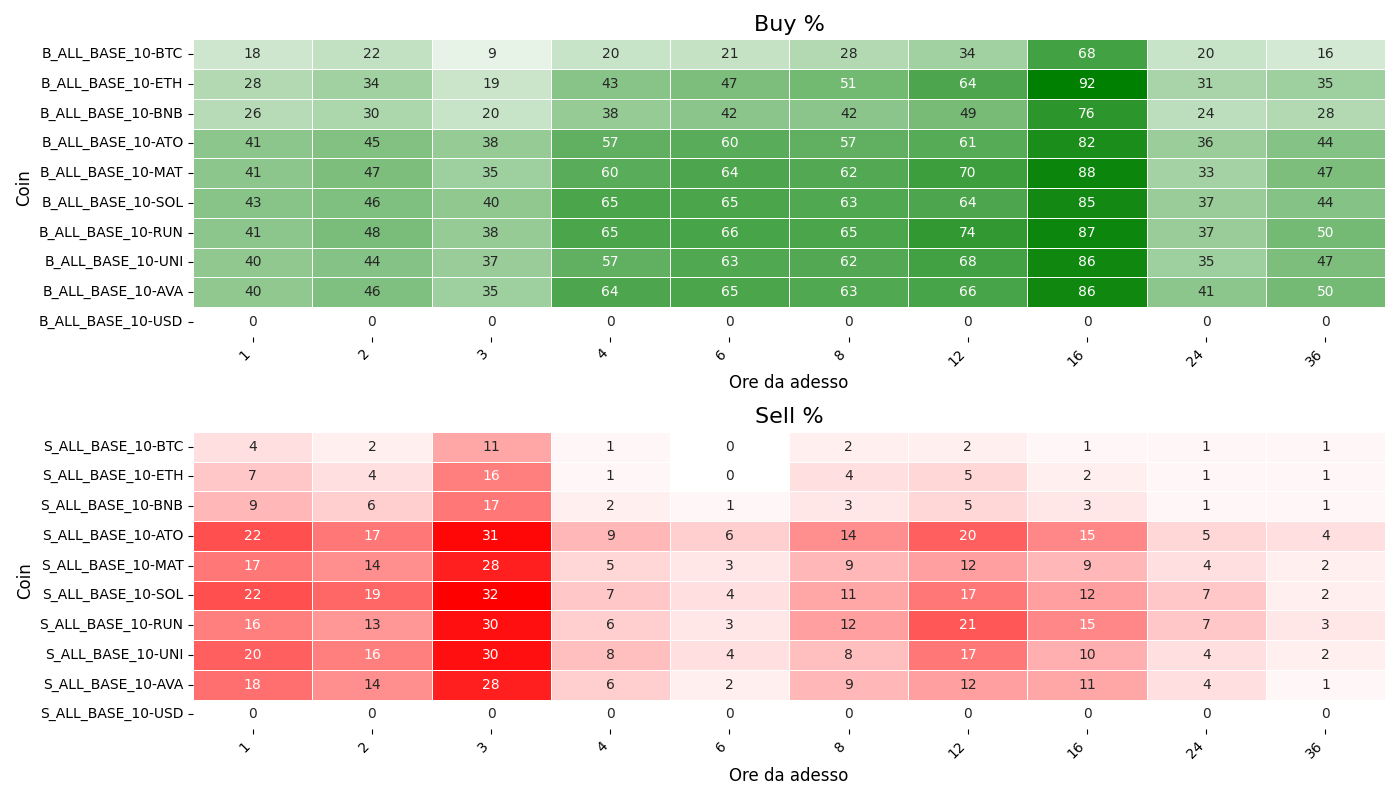 Buy %
Coin
B_ALL_BASE_10-BTC 18 22 9 20 21 28 34 68 20 16
B_ALL_BASE_10-ETH 28 34 19 43 47 51 64 92 31 35
B_ALL_BASE_10-BNB 26 30 20 38 42 42 49 76 24 28
B_ALL_BASE_10-ATO 41 45 38 57 60 57 61 82 36 44
B_ALL_BASE_10-MAT 41 47 35 60 64 62 70 88 33 47
B_ALL_BASE_10-SOL 43 46 40 65 65 63 64 85 37 44
B_ALL_BASE_10-RUN 41 48 38 65 66 65 74 87 37 50
B_ALL_BASE_10-UNI 40 44 37 57 63 62 68 86 35 47
B_ALL_BASE_10-AVA 40 46 35 64 65 63 66 86 41 50
B_ALL_BASE_10-USD 0 0 0 0 0 0 0 0 0 0
1 2 3 4 6 8 12 16 24 36
Ore da adesso
Sell %
Coin
S_ALL_BASE_10-BTC 4 2 11 1 0 2 2 1 1 1
S_ALL_BASE_10-ETH 7 4 16 1 0 4 5 2 1 1
S_ALL_BASE_10-BNB 9 6 17 2 1 3 5 3 1 1
S_ALL_BASE_10-ATO 22 17 31 9 6 14 20 15 5 4
S_ALL_BASE_10-MAT 17 14 28 5 3 9 12 9 4 2
S_ALL_BASE_10-SOL 22 19 32 7 4 11 17 12 7 2
S_ALL_BASE_10-RUN 16 13 30 6 3 12 21 15 7 3
S_ALL_BASE_10-UNI 20 16 30 8 4 8 17 10 4 2
S_ALL_BASE_10-AVA 18 14 28 6 2 9 12 11 4 1
S_ALL_BASE_10-USD 0 0 0 0 0 0 0 0 0 0
1 2 3 4 6 8 12 16 24 36
Ore da adesso